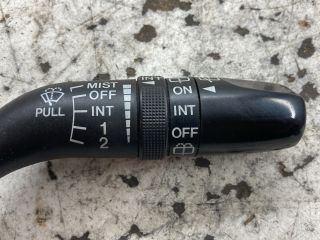 MIST
OFF
INT
1
2
PULL
INT
ON
INT
OFF